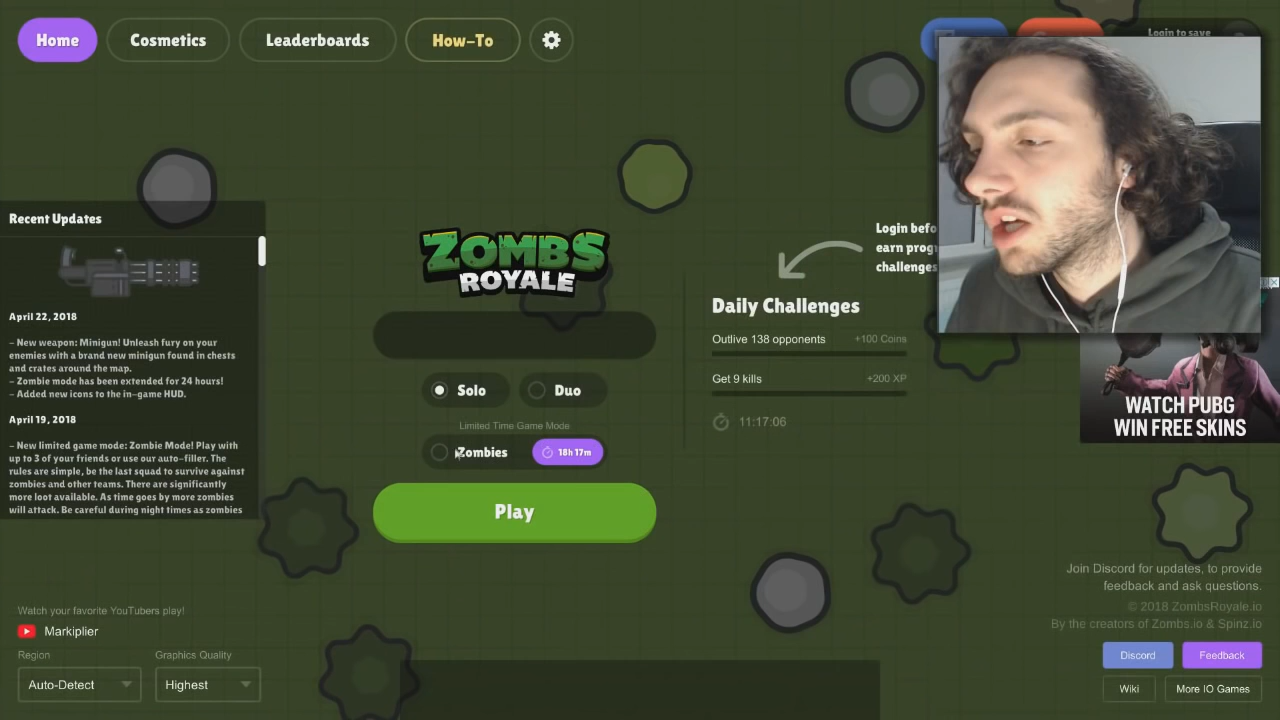 Home
Cosmetics
Leaderboards
How-To
Login to save
Recent Updates
April 22, 2018
- New weapon: Minigun! Unleash fury on your
enemies with a brand new minigun found in chests
and crates around the map.
- Zombie mode has been extended for 24 hours!
- Added new icons to the in-game HUD.
April 19, 2018
- New limited game mode: Zombie Mode! Play with
up to 3 of your friends or use our auto-filler. The
rules are simple, be the last squad to survive against
zombies and other teams. There are significantly
more loot available. As time goes by more zombies
will attack. Be careful during night times as zombies
ZOMBS
ROYALE
Solo
Duo
Limited Time Game Mode
Zombies
18h 17m
Play
Login
earn
challenges
Daily Challenges
Outlive 138 opponents +100 Coins
Get 9 kills +200 XP
11:17:06
WATCH PUBG
WIN FREE SKINS
Watch your favorite YouTubers play!
Markiplier
Region
Auto-Detect
Graphics Quality
Highest
Join Discord for updates, to provide
feedback and ask questions.
© 2018 ZombsRoyale.io
By the creators of Zombs.io & Spinz.io
Discord
Feedback
Wiki
More IO Games